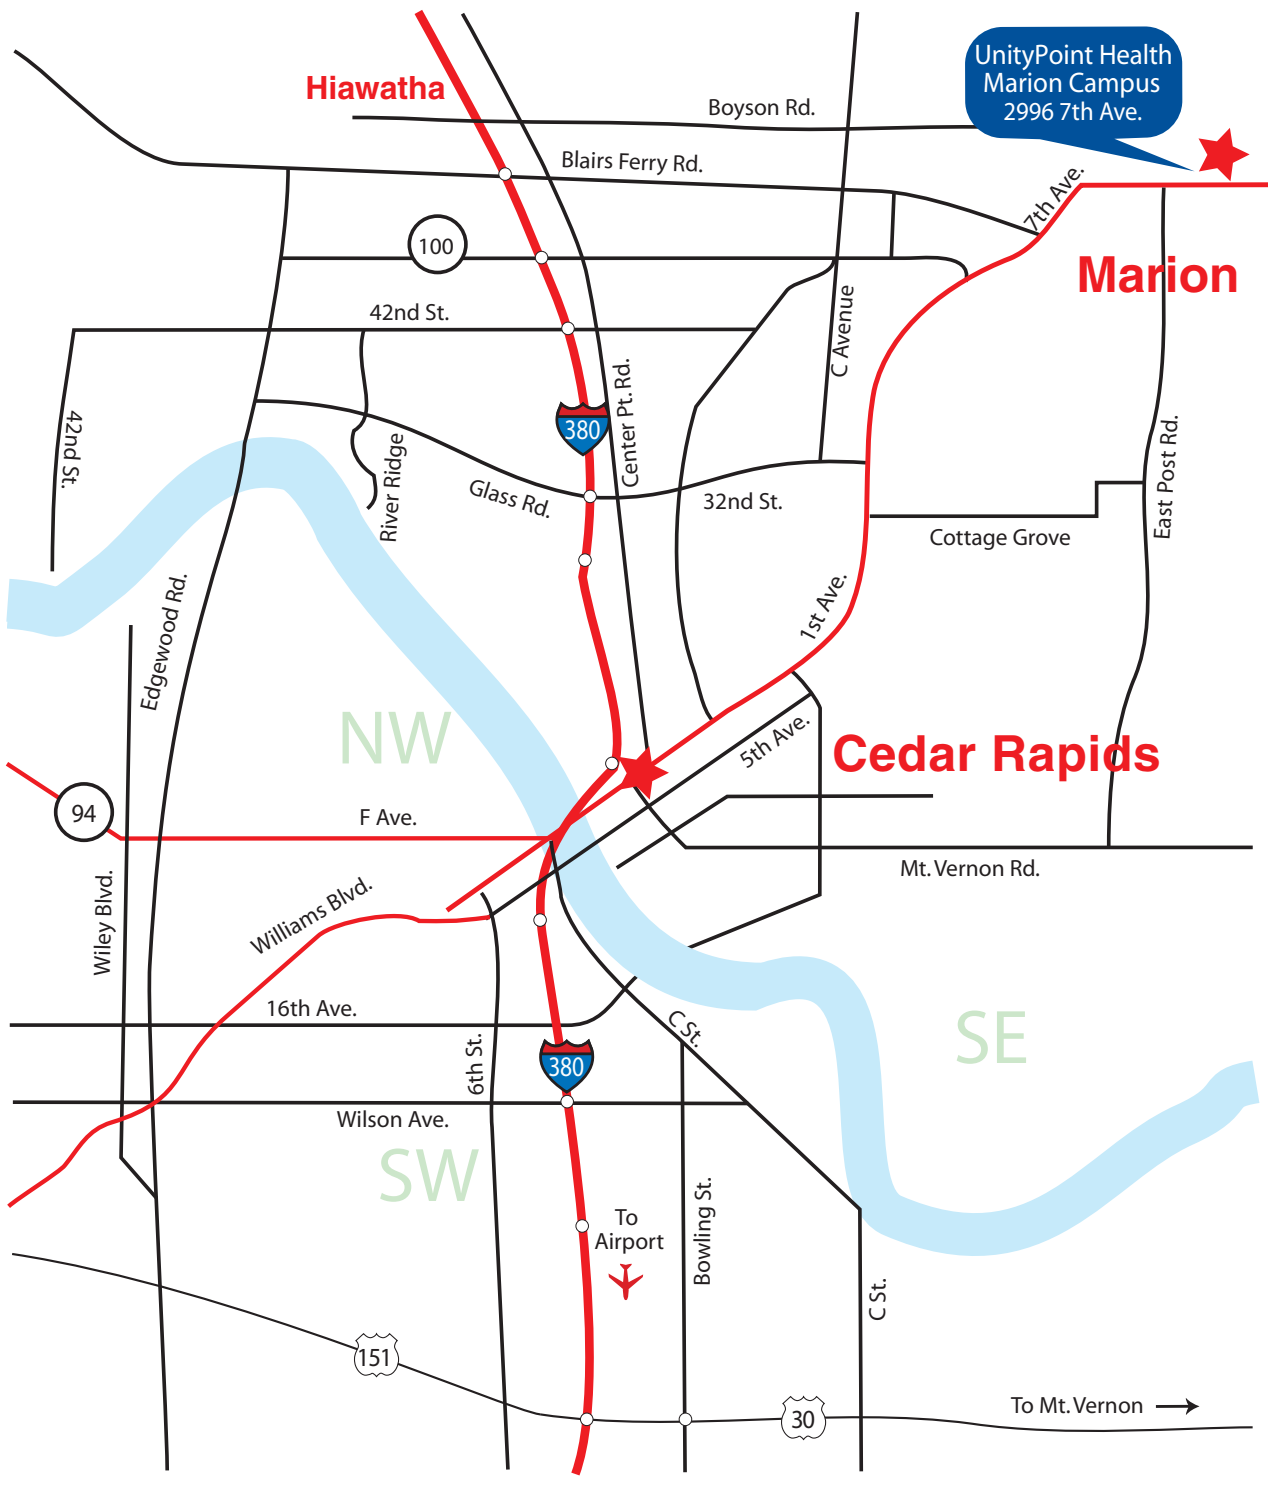 UnityPoint Health
Marion Campus
2996 7th Ave.
Hiawatha
Boyson Rd.
Blairs Ferry Rd.
7th Ave.
100
Marion
42nd St.
C Avenue
380
Center Pt. Rd.
42nd St.
River Ridge
Glass Rd.
32nd St.
East Post Rd.
Cottage Grove
Edgewood Rd.
1st Ave.
NW
5th Ave.
Cedar Rapids
94
F Ave.
Mt. Vernon Rd.
Wiley Blvd.
Williams Blvd.
16th Ave.
C St.
SE
6th St.
380
Wilson Ave.
SW
To
Airport
Bowling St.
C St.
151
30
To Mt. Vernon